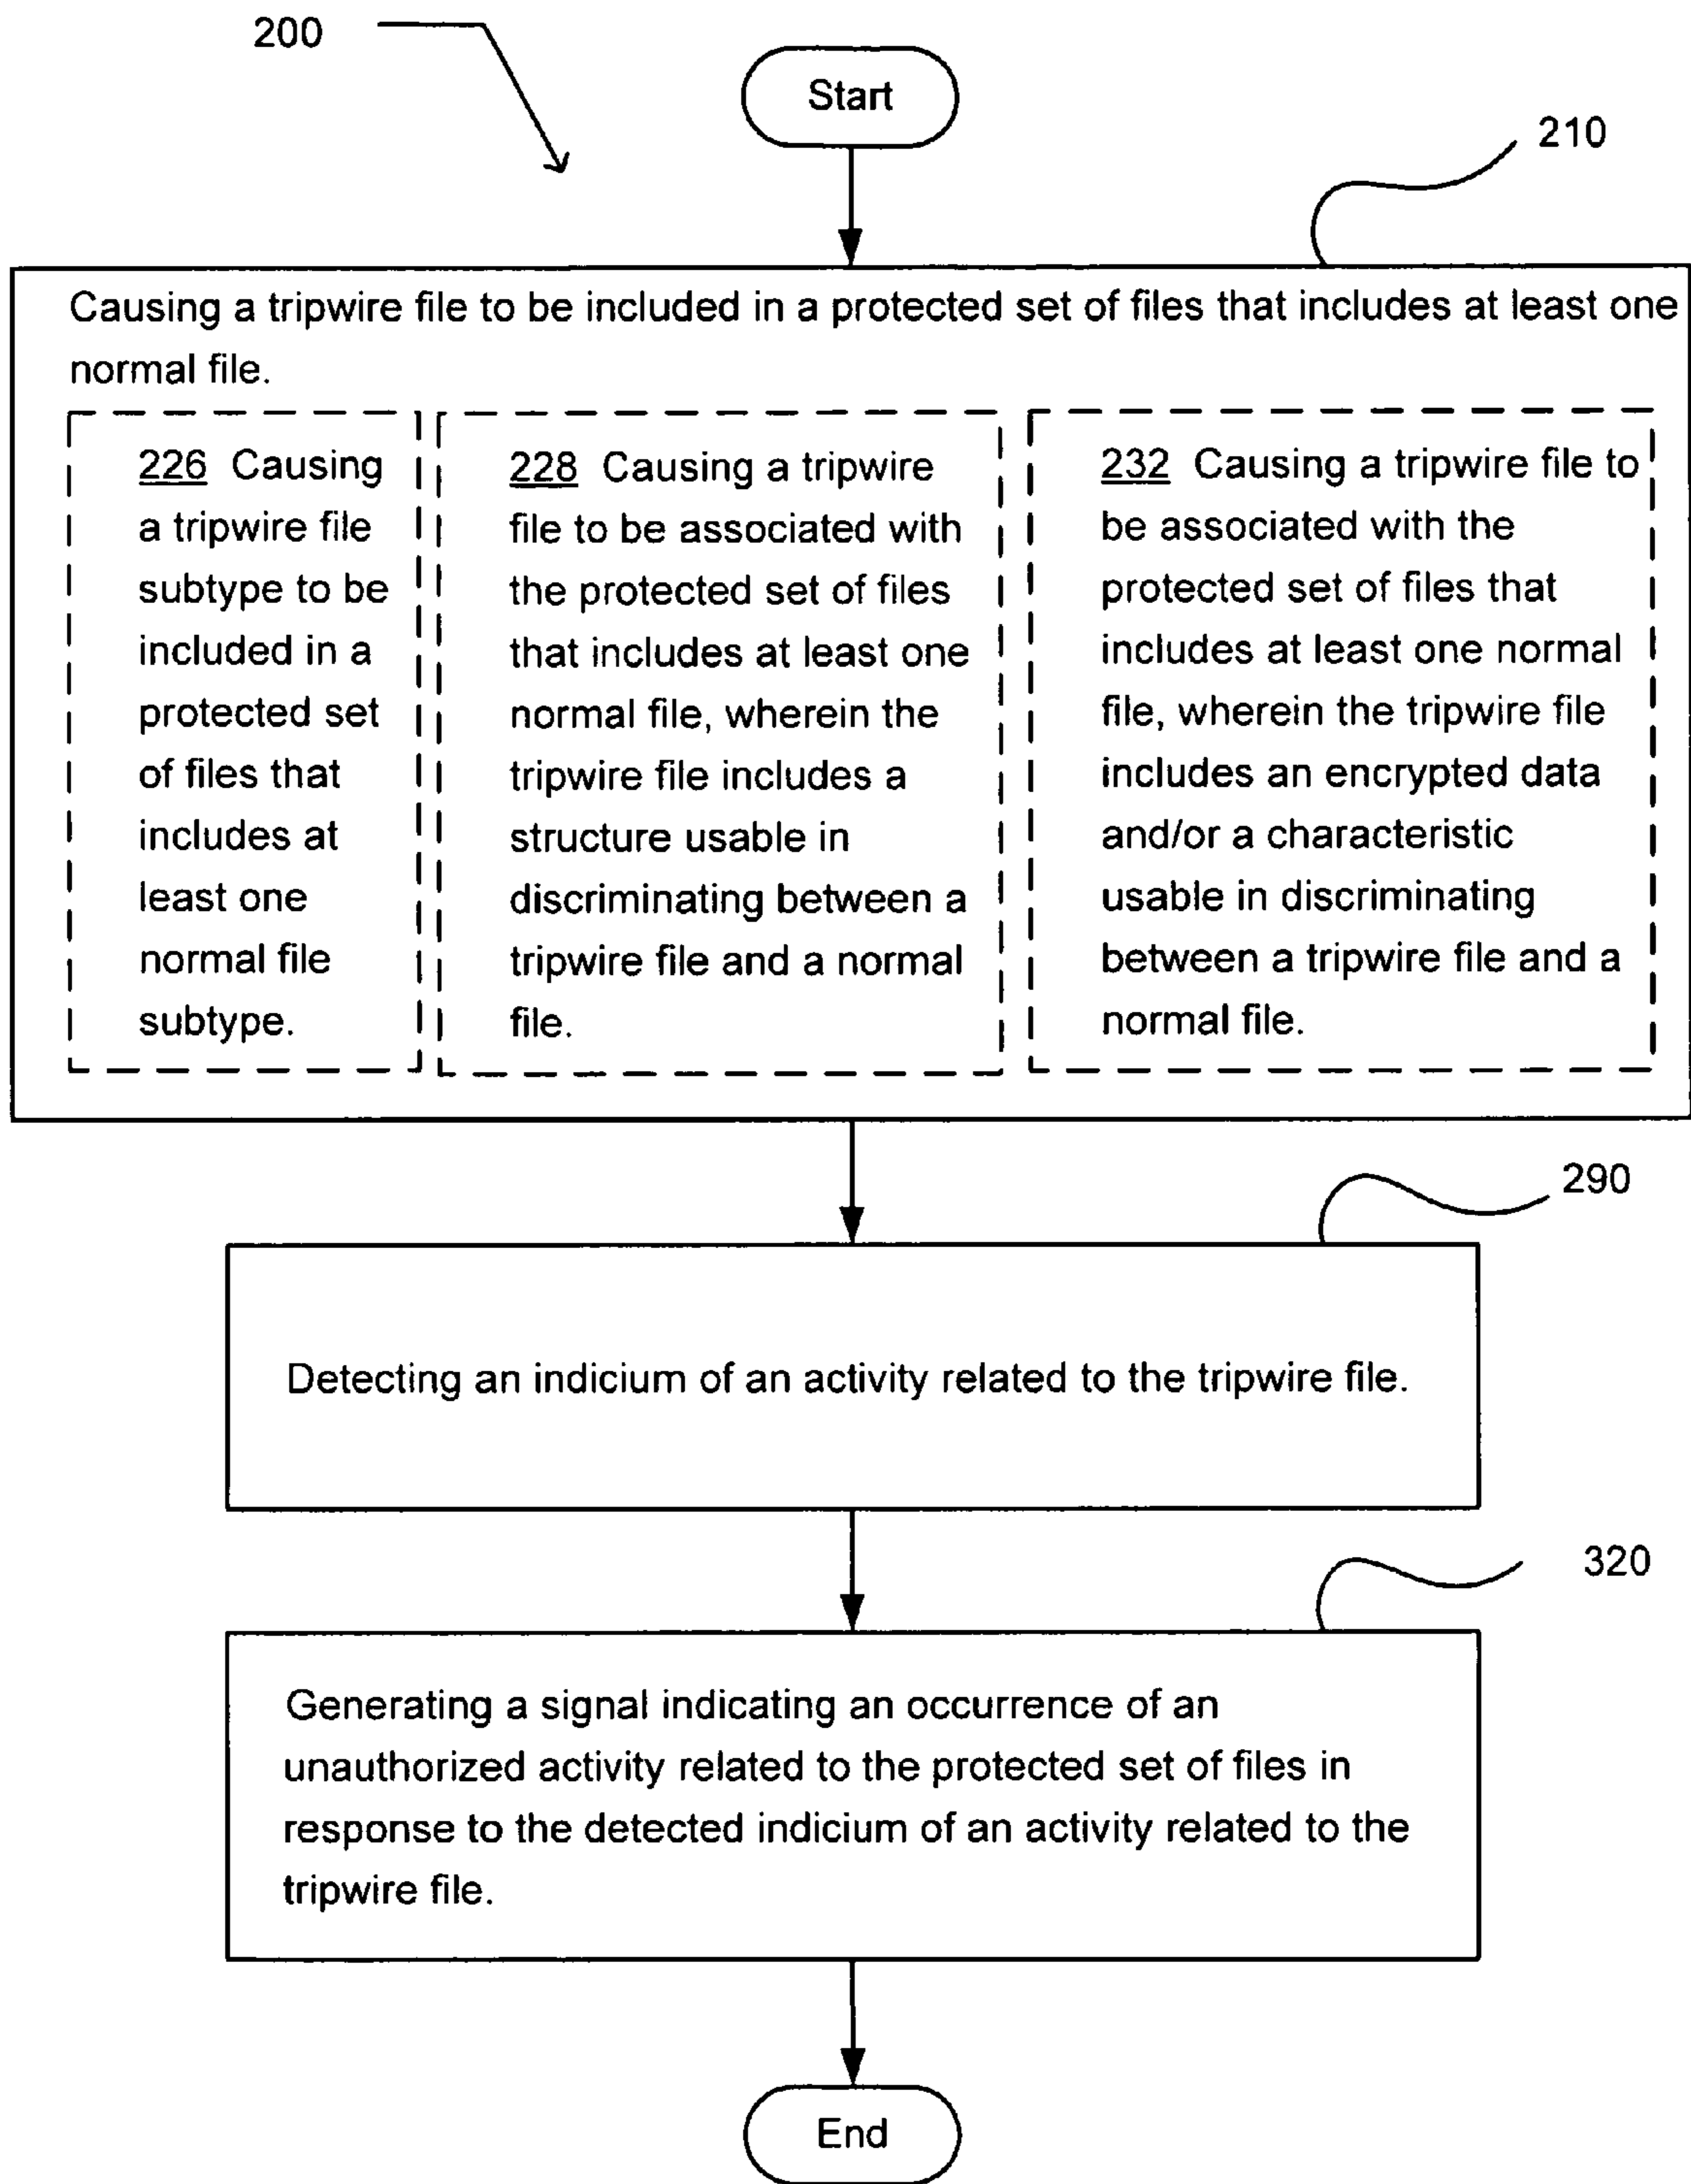 200
Start
210
Causing a tripwire file to be included in a protected set of files that includes at least one
normal file.
226 Causing
a tripwire file
subtype to be
included in a
protected set
of files that
includes at
least one
normal file
subtype.
228 Causing a tripwire
file to be associated with
the protected set of files
that includes at least one
normal file, wherein the
tripwire file includes a
structure usable in
discriminating between a
tripwire file and a normal
file.
232 Causing a tripwire file to
be associated with the
protected set of files that
includes at least one normal
file, wherein the tripwire file
includes an encrypted data
and/or a characteristic
usable in discriminating
between a tripwire file and a
normal file.
290
Detecting an indicium of an activity related to the tripwire file.
320
Generating a signal indicating an occurrence of an
unauthorized activity related to the protected set of files in
response to the detected indicium of an activity related to the
tripwire file.
End